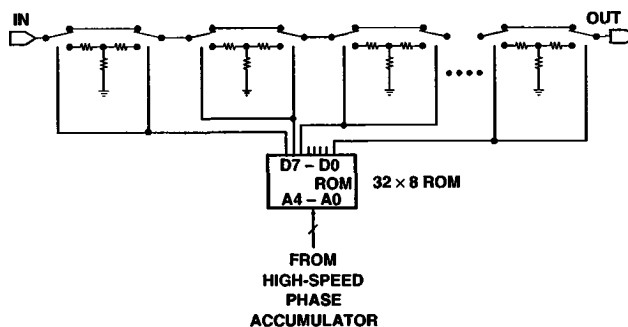 IN
OUT
D7 – D0
ROM
A4 – A0
32 × 8 ROM
FROM
HIGH-SPEED
PHASE
ACCUMULATOR